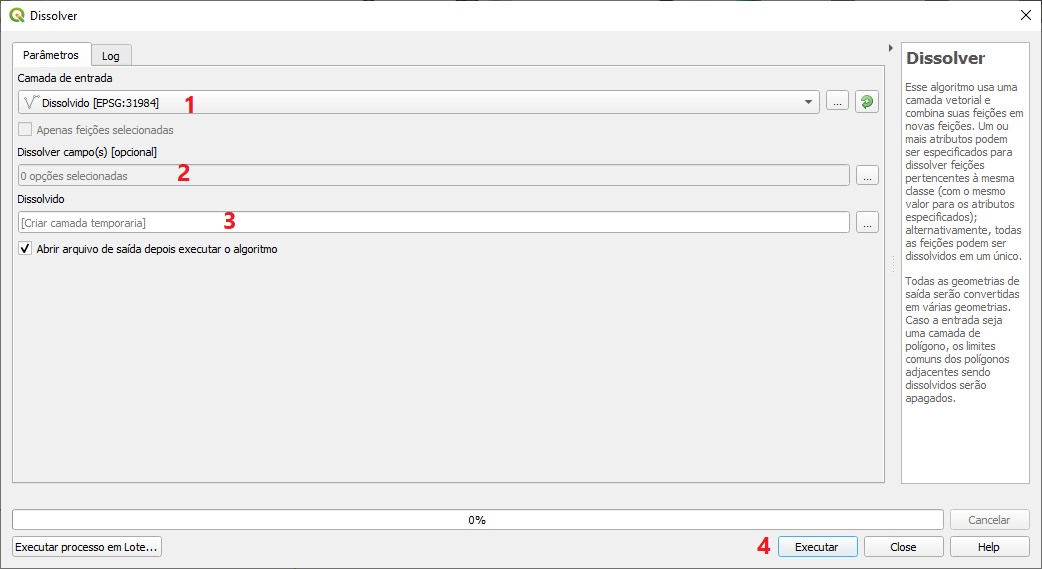 Dissolver
Parâmetros
Log
Camada de entrada
Dissolvido [EPSG:31984]
1
...
Apenas feições selecionadas
Dissolver campo(s) [opcional]
0 opções selecionadas
2
...
Dissolvido
[Criar camada temporaria]
3
...
Abrir arquivo de saída depois executar o algoritmo
Dissolver
Esse algoritmo usa uma
camada vetorial e
combina suas feições em
novas feições. Um ou
mais atributos podem
ser especificados para
dissolver feições
pertencentes à mesma
classe (com o mesmo
valor para os atributos
especificados);
alternativamente, todas
as feições podem ser
dissolvidos em um único.
Todas as geometrias de
saída serão convertidas
em várias geometrias.
Caso a entrada seja
uma camada de
polígono, os limites
comuns dos polígonos
adjacentes sendo
dissolvidos serão
apagados.
0%
Cancelar
Executar processo em Lote...
4
Executar
Close
Help